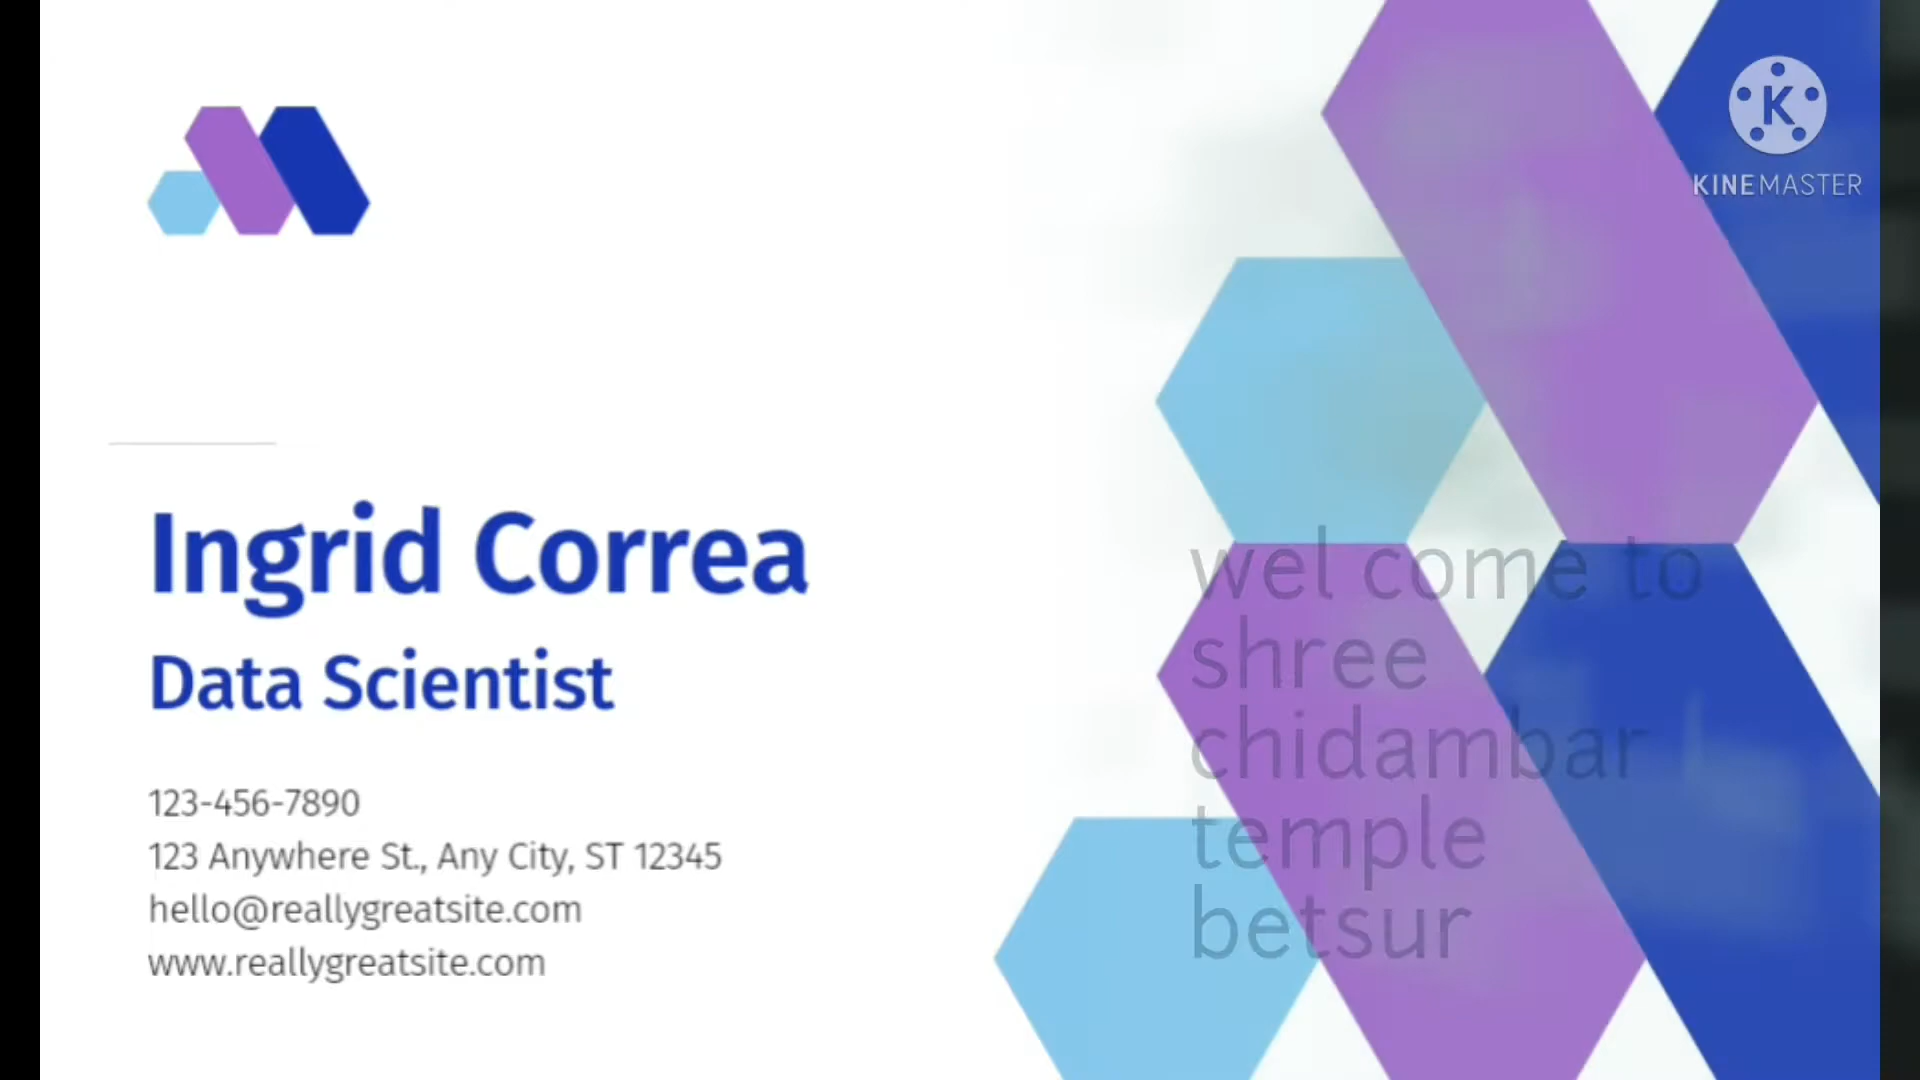 K
KINEMASTER
Ingrid Correa
Data Scientist
123-456-7890
123 Anywhere St., Any City, ST 12345
hello@reallygreatsite.com
www.reallygreatsite.com
wel come to
shree
chidambar
temple
betsur